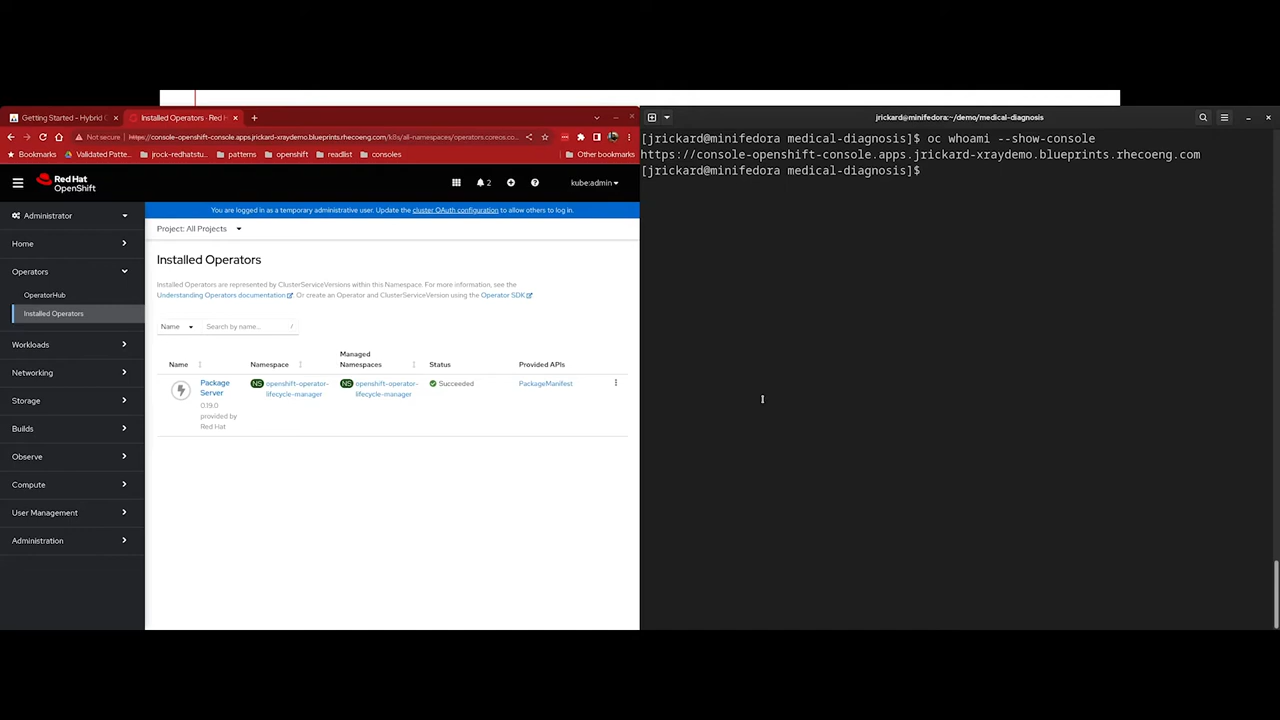 Getting Started - Hybrid C
Installed Operators · Red H
Not secure
https://console-openshift-console.apps.jrickard-xraydemo.blueprints.rhecoeng.com/k8s/all-namespaces/operators.coreos.co
Bookmarks
Validated Patte
jrock-redhatstu
patterns
openshift
readlist
consoles
Other bookmarks
Red Hat
OpenShift
2
kube:admin
Administrator
Home
Operators
OperatorHub
Installed Operators
Workloads
Networking
Storage
Builds
Observe
Compute
User Management
Administration
You are logged in as a temporary administrative user. Update the cluster OAuth configuration to allow others to log in.
Project: All Projects
Installed Operators
Installed Operators are represented by ClusterServiceVersions within this Namespace. For more information, see the
Understanding Operators documentation . Or create an Operator and ClusterServiceVersion using the Operator SDK .
Name
Search by name...
/
Name
Namespace
Managed
Namespaces
Status
Provided APIs
Package
Server
0.19.0
provided by
Red Hat
NS openshift-operator-
lifecycle-manager
NS openshift-operator-
lifecycle-manager
Succeeded
PackageManifest
jrickard@minifedora:~/demo/medical-diagnosis
[jrickard@minifedora medical-diagnosis]$ oc whoami --show-console
https://console-openshift-console.apps.jrickard-xraydemo.blueprints.rhecoeng.com
[jrickard@minifedora medical-diagnosis]$